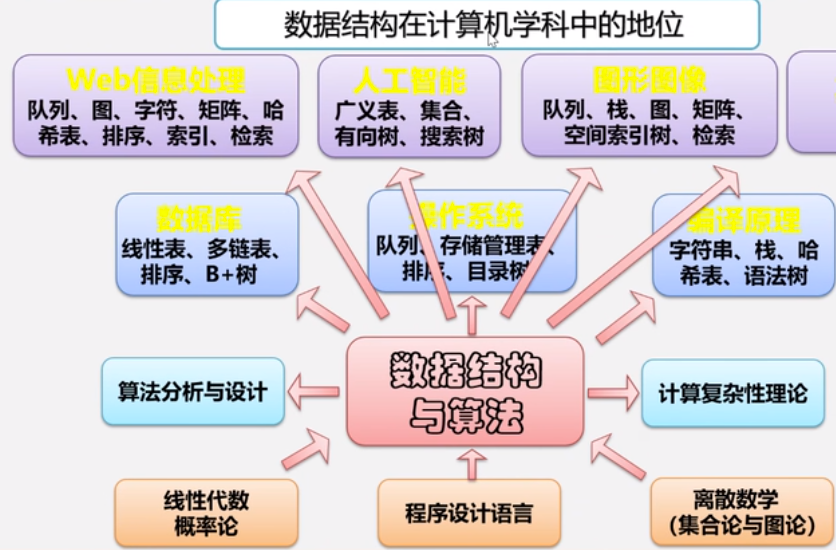 数据结构在计算机学科中的地位
Web信息处理
队列、图、字符、矩阵、哈
希表、排序、索引、检索
人工智能
广义表、集合、
有向树、搜索树
图形图像
队列、栈、图、矩阵、
空间索引树、检索
数据库
线性表、多链表、
排序、B+树
操作系统
队列、存储管理表、
排序、目录树
编译原理
字符串、栈、哈
希表、语法树
算法分析与设计
数据结构
与算法
计算复杂性理论
线性代数
概率论
程序设计语言
离散数学
（集合论与图论）